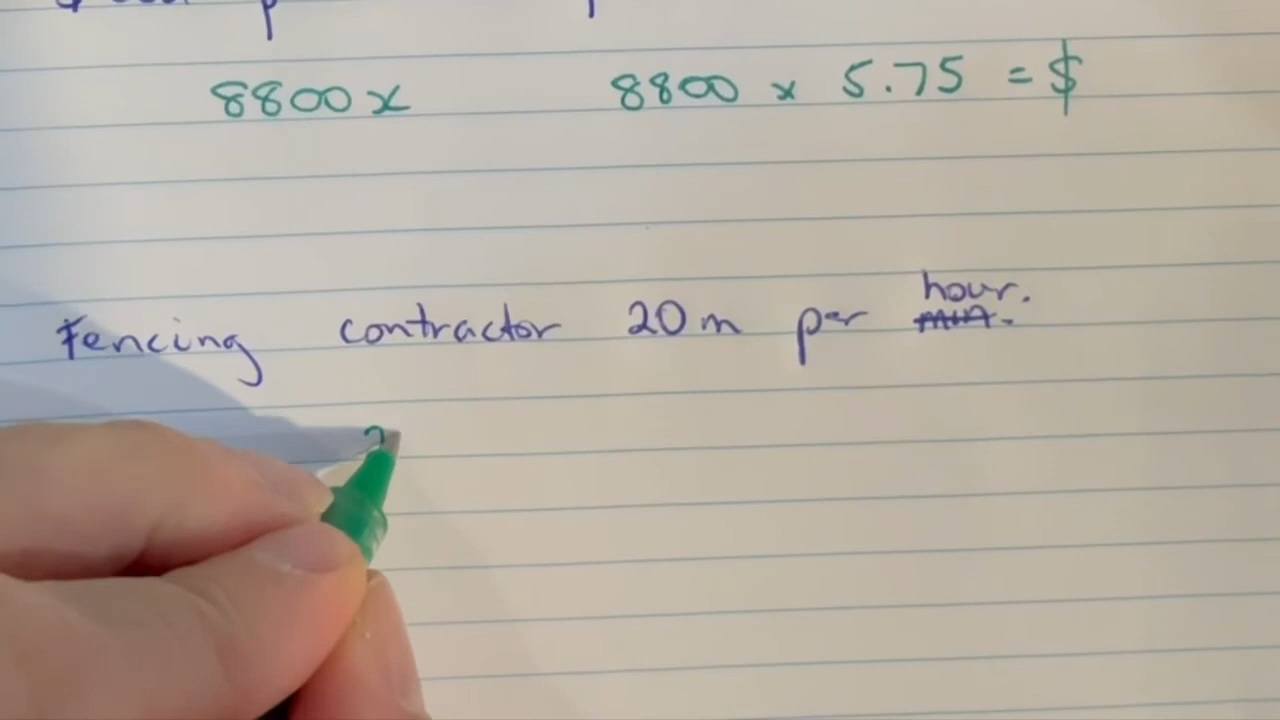 8800 x 8800 x 5.75 = $
Fencing contractor 20 m per hour.